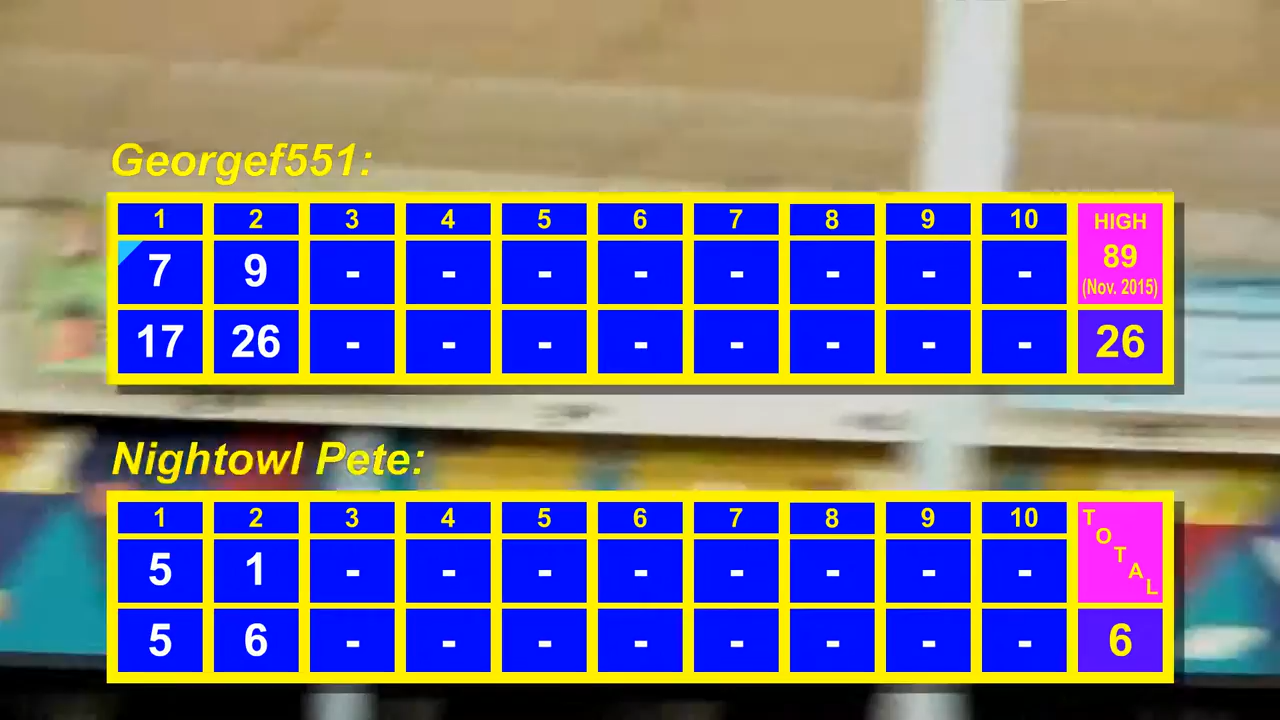 Georgef551:
1 2 3 4 5 6 7 8 9 10 HIGH
7 9 - - - - - - - - 89
(Nov. 2015)
17 26 - - - - - - - - 26
Nightowl Pete:
1 2 3 4 5 6 7 8 9 10 TOTAL
5 1 - - - - - - - -
5 6 - - - - - - - - 6